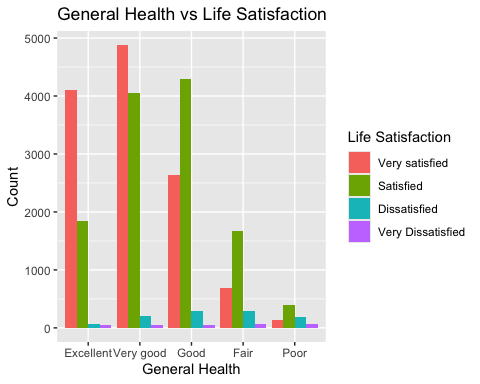 General Health vs Life Satisfaction
5000
4000
3000
2000
1000
0
Count
Excellent Very good Good Fair Poor
General Health
Life Satisfaction
Very satisfied
Satisfied
Dissatisfied
Very Dissatisfied